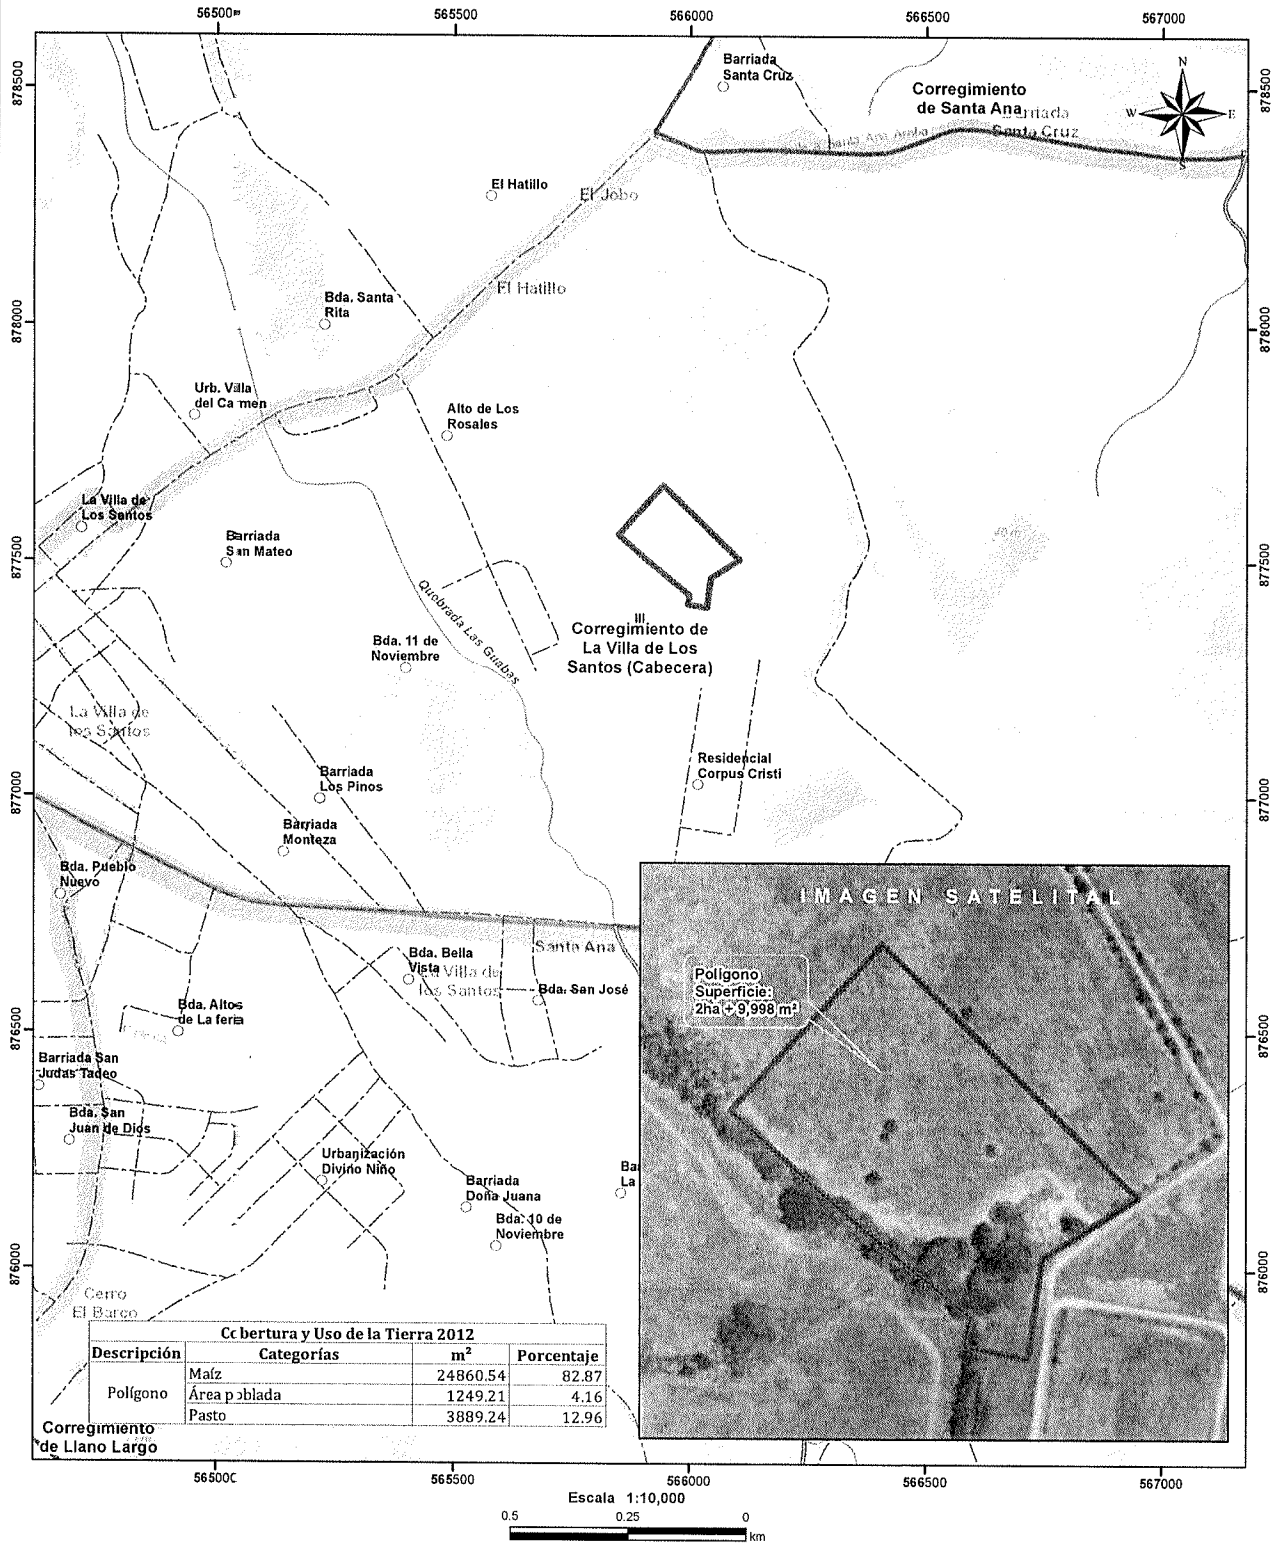 565500
566000
566500
567000
Barriada
Santa Cruz
Corregimiento
de Santa Ana
Santa Cruz
N
W
E
S
878500
878500
El Hatillo
El Jobo
El Hatillo
Bda. Santa
Rita
878000
878000
Urb. Villa
del Carmen
Alto de Los
Rosales
La Villa de
Los Santos
Barriada
San Mateo
877500
877500
Quebrada Las Guabas
Bda. 11 de
Noviembre
Corregimiento de
La Villa de Los
Santos (Cabecera)
La Villa de
los Santos
Barriada
Los Pinos
Residencial
Corpus Cristi
877000
877000
Barriada
Monteza
Bda. Pueblo
Nuevo
IMAGEN SATELITAL
Polígono
Superficie:
2ha + 9,998 m²
Santa Ana
Bda. Bella
Vista
La Villa de
los Santos
Bda. San José
Bda. Altos
de La feria
876500
876500
Barriada San
Judas Tadeo
Bda. San
Juan de Dios
Urbanización
Divino Niño
Barriada
Doña Juana
Bda. 10 de
Noviembre
La
876000
876000
Cerro
El Barco
Cobertura y Uso de la Tierra 2012
Descripción Categorías m² Porcentaje
Polígono
Maíz 24860.54 82.87
Área poblada 1249.21 4.16
Pasto 3889.24 12.96
Corregimiento
de Llano Largo
565500
566000
566500
567000
Escala 1:10,000
0.5 0.25 0
km